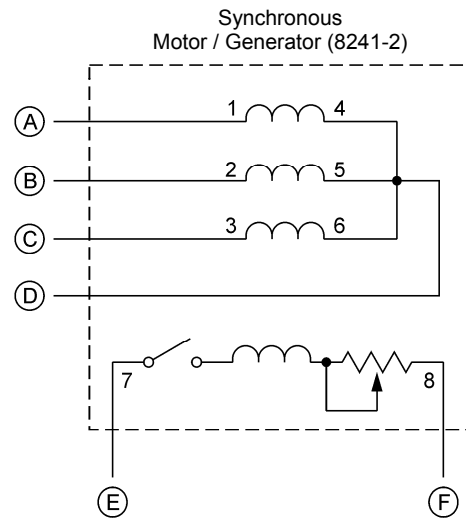 Synchronous
Motor / Generator (8241-2)
A 1 4
B 2 5
C 3 6
D
7 8
E F